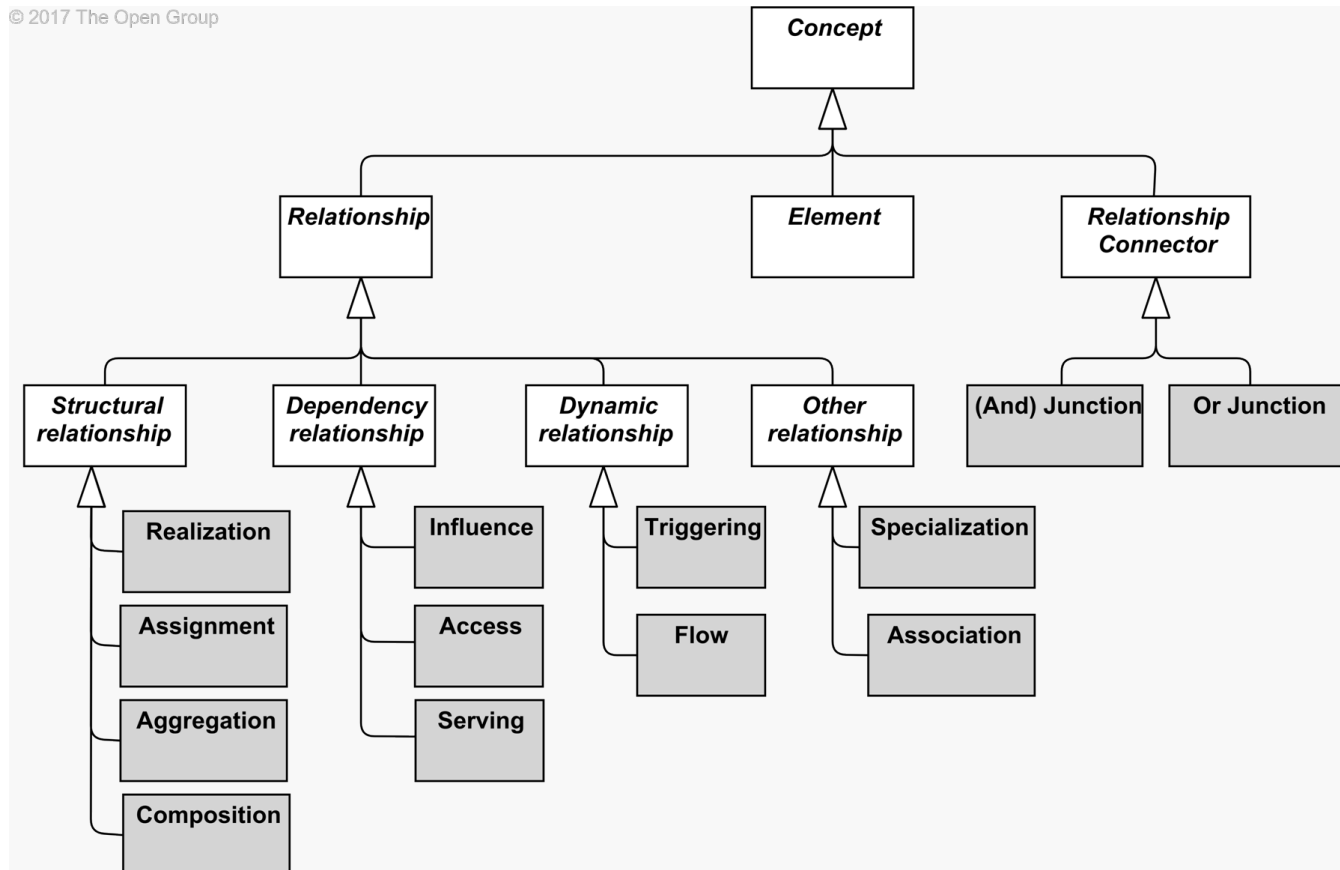 © 2017 The Open Group
Concept
Relationship
Element
Relationship
Connector
Structural
relationship
Dependency
relationship
Dynamic
relationship
Other
relationship
(And) Junction
Or Junction
Realization
Assignment
Aggregation
Composition
Influence
Access
Serving
Triggering
Flow
Specialization
Association